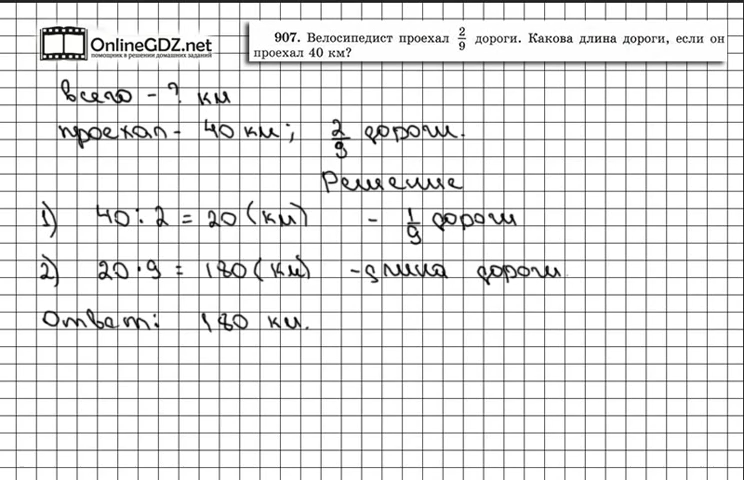 OnlineGDZ.net
помощник в решении домашних заданий
907. Велосипедист проехал 2/9 дороги. Какова длина дороги, если он
проехал 40 км?
всего - ? км
проехал - 40 км; 2/9 дороги.
Решение
1) 40 : 2 = 20 (км) - 1/9 дороги
2) 20 · 9 = 180 (км) - длина дороги.
Ответ: 180 км.